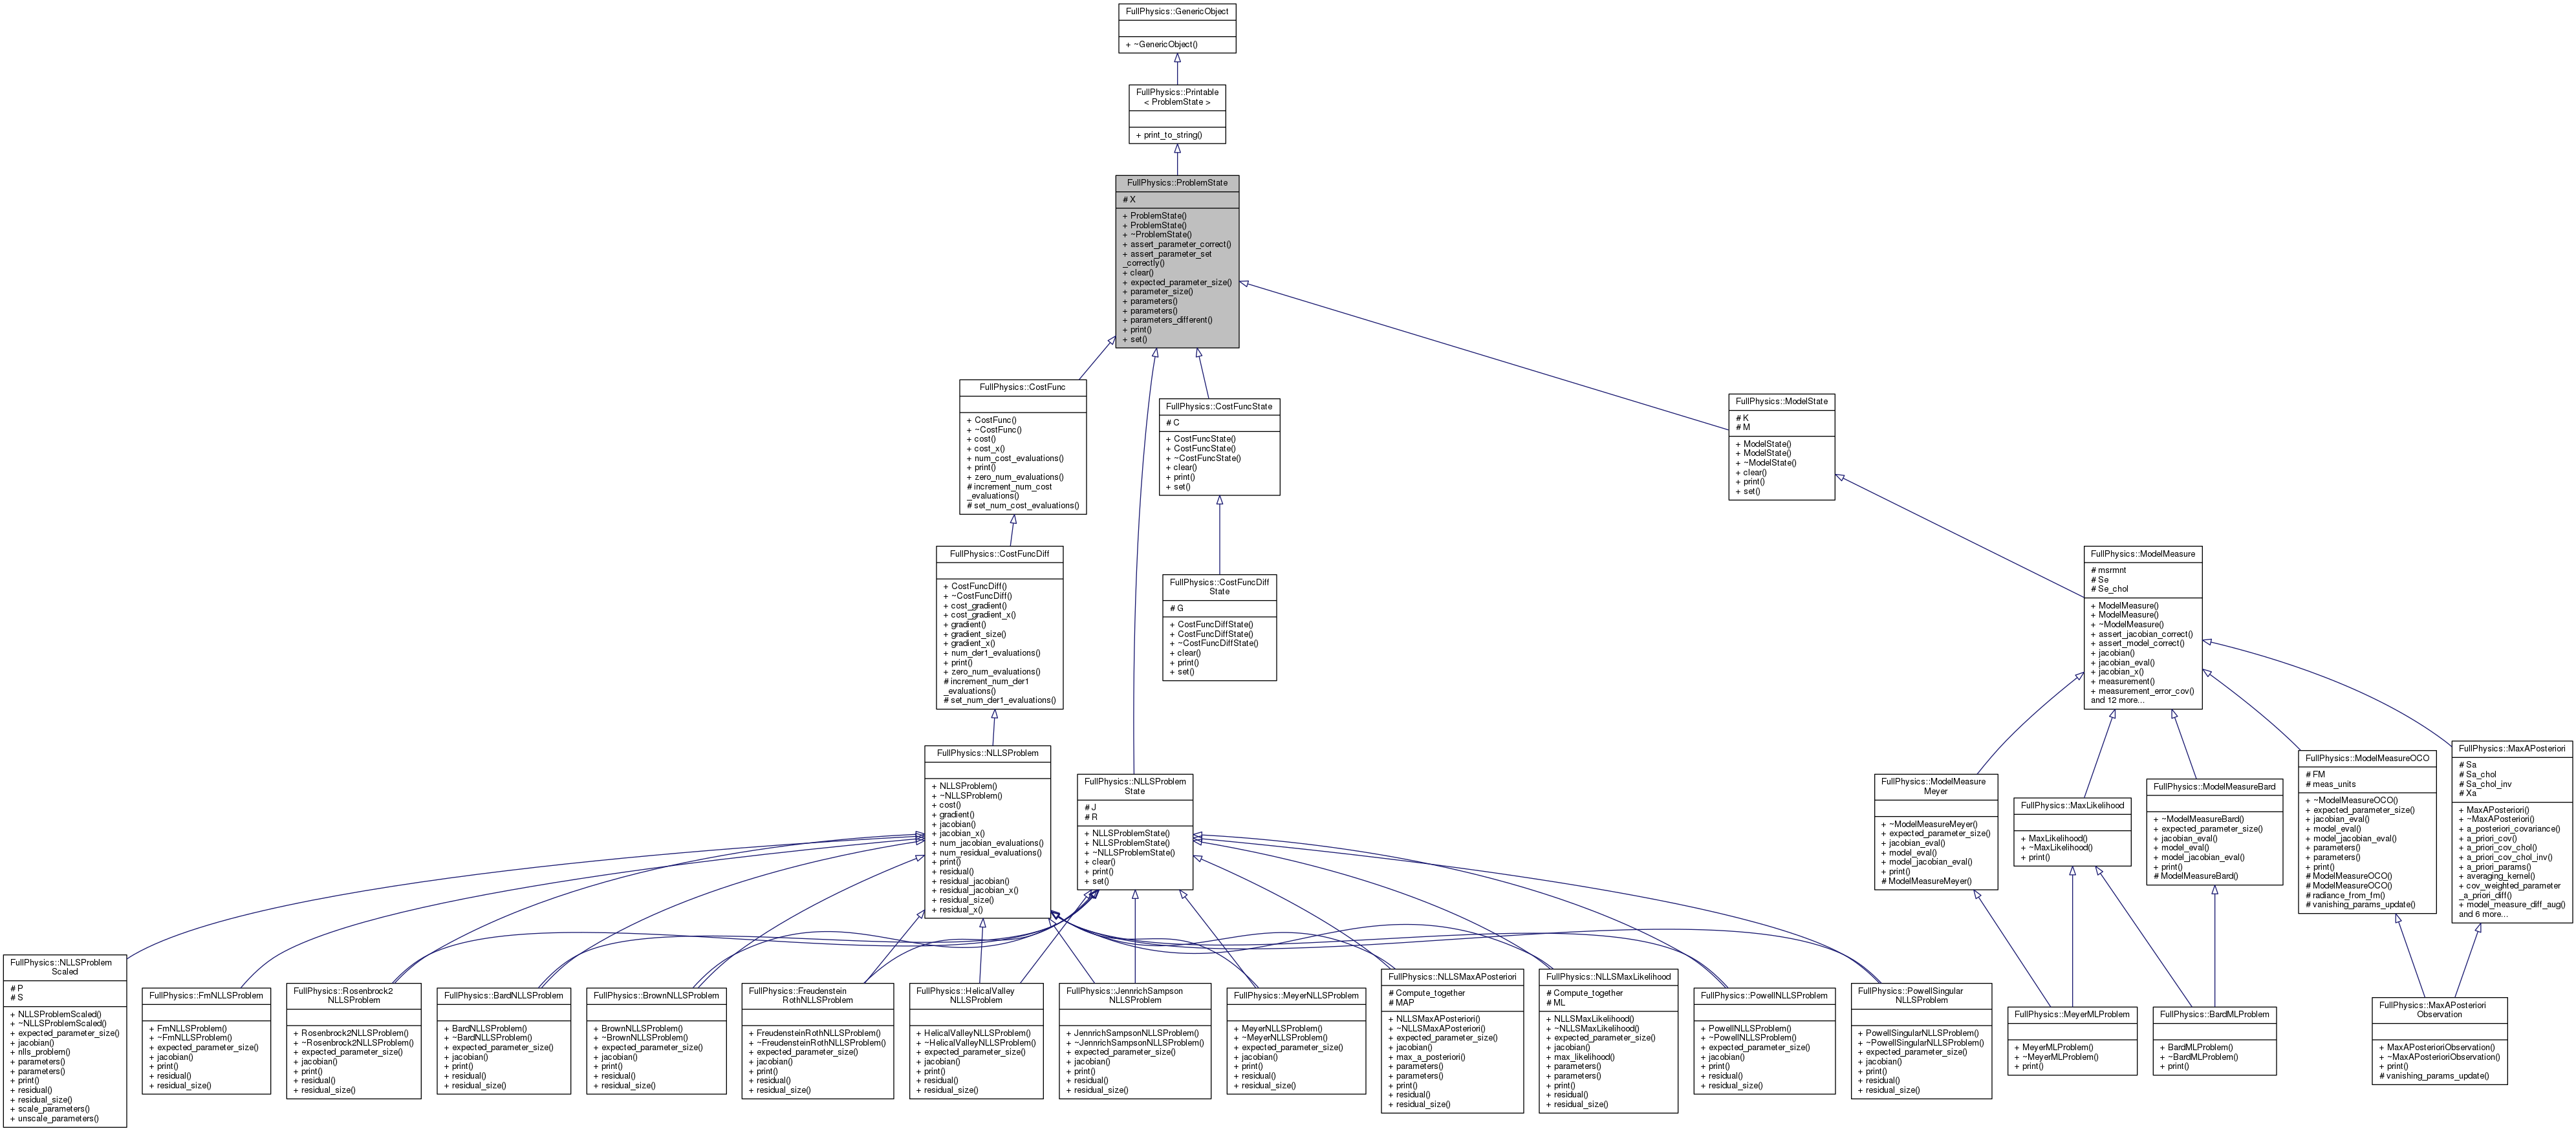 FullPhysics::GenericObject
+ ~GenericObject()
FullPhysics::Printable
< ProblemState >
+ print_to_string()
FullPhysics::ProblemState
# X
+ ProblemState()
+ ProblemState()
+ ~ProblemState()
+ assert_parameter_correct()
+ assert_parameter_set
_correctly()
+ clear()
+ expected_parameter_size()
+ parameter_size()
+ parameters()
+ parameters()
+ parameters_different()
+ print()
+ set()
FullPhysics::CostFunc
+ CostFunc()
+ ~CostFunc()
+ cost()
+ cost_x()
+ num_cost_evaluations()
+ print()
+ zero_num_evaluations()
# increment_num_cost
_evaluations()
# set_num_cost_evaluations()
FullPhysics::CostFuncState
# C
+ CostFuncState()
+ CostFuncState()
+ ~CostFuncState()
+ clear()
+ print()
+ set()
FullPhysics::ModelState
# K
# M
+ ModelState()
+ ModelState()
+ ~ModelState()
+ clear()
+ print()
+ set()
FullPhysics::CostFuncDiff
+ CostFuncDiff()
+ ~CostFuncDiff()
+ cost_gradient()
+ cost_gradient_x()
+ gradient()
+ gradient_size()
+ gradient_x()
+ num_der1_evaluations()
+ print()
+ zero_num_evaluations()
# increment_num_der1
_evaluations()
# set_num_der1_evaluations()
FullPhysics::CostFuncDiff
State
# G
+ CostFuncDiffState()
+ CostFuncDiffState()
+ ~CostFuncDiffState()
+ clear()
+ print()
+ set()
FullPhysics::ModelMeasure
# msrmnt
# Se
# Se_chol
+ ModelMeasure()
+ ModelMeasure()
+ ~ModelMeasure()
+ assert_jacobian_correct()
+ assert_model_correct()
+ jacobian()
+ jacobian_eval()
+ jacobian_x()
+ measurement()
+ measurement_error_cov()
and 12 more...
FullPhysics::NLLSProblem
+ NLLSProblem()
+ ~NLLSProblem()
+ cost()
+ gradient()
+ jacobian()
+ jacobian_x()
+ num_jacobian_evaluations()
+ num_residual_evaluations()
+ print()
+ residual()
+ residual_jacobian()
+ residual_jacobian_x()
+ residual_size()
+ residual_x()
FullPhysics::NLLSProblem
State
# J
# R
+ NLLSProblemState()
+ NLLSProblemState()
+ ~NLLSProblemState()
+ clear()
+ print()
+ set()
FullPhysics::ModelMeasure
Meyer
+ ~ModelMeasureMeyer()
+ expected_parameter_size()
+ jacobian_eval()
+ model_eval()
+ model_jacobian_eval()
+ print()
# ModelMeasureMeyer()
FullPhysics::MaxLikelihood
+ MaxLikelihood()
+ ~MaxLikelihood()
+ print()
FullPhysics::ModelMeasureBard
+ ~ModelMeasureBard()
+ expected_parameter_size()
+ jacobian_eval()
+ model_eval()
+ model_jacobian_eval()
+ print()
# ModelMeasureBard()
FullPhysics::ModelMeasureOCO
# FM
# meas_units
+ ~ModelMeasureOCO()
+ expected_parameter_size()
+ jacobian_eval()
+ model_eval()
+ model_jacobian_eval()
+ parameters()
+ parameters()
+ print()
# ModelMeasureOCO()
# ModelMeasureOCO()
# radiance_from_fm()
# vanishing_params_update()
FullPhysics::MaxAPosteriori
# Sa
# Sa_chol
# Sa_chol_inv
# Xa
+ MaxAPosteriori()
+ ~MaxAPosteriori()
+ a_posteriori_covariance()
+ a_priori_cov()
+ a_priori_cov_chol()
+ a_priori_cov_chol_inv()
+ a_priori_params()
+ averaging_kernel()
+ cov_weighted_parameter
_a_priori_diff()
+ model_measure_diff_aug()
and 6 more...
FullPhysics::NLLSProblem
Scaled
# P
# S
+ NLLSProblemScaled()
+ ~NLLSProblemScaled()
+ expected_parameter_size()
+ jacobian()
+ nlls_problem()
+ parameters()
+ parameters()
+ print()
+ residual()
+ residual_size()
+ scale_parameters()
+ unscale_parameters()
FullPhysics::FmNLLSProblem
+ FmNLLSProblem()
+ ~FmNLLSProblem()
+ expected_parameter_size()
+ jacobian()
+ print()
+ residual()
+ residual_size()
FullPhysics::Rosenbrock2
NLLSProblem
+ Rosenbrock2NLLSProblem()
+ ~Rosenbrock2NLLSProblem()
+ expected_parameter_size()
+ jacobian()
+ print()
+ residual()
+ residual_size()
FullPhysics::BardNLLSProblem
+ BardNLLSProblem()
+ ~BardNLLSProblem()
+ expected_parameter_size()
+ jacobian()
+ print()
+ residual()
+ residual_size()
FullPhysics::BrownNLLSProblem
+ BrownNLLSProblem()
+ ~BrownNLLSProblem()
+ expected_parameter_size()
+ jacobian()
+ print()
+ residual()
+ residual_size()
FullPhysics::Freudenstein
RothNLLSProblem
+ FreudensteinRothNLLSProblem()
+ ~FreudensteinRothNLLSProblem()
+ expected_parameter_size()
+ jacobian()
+ print()
+ residual()
+ residual_size()
FullPhysics::HelicalValley
NLLSProblem
+ HelicalValleyNLLSProblem()
+ ~HelicalValleyNLLSProblem()
+ expected_parameter_size()
+ jacobian()
+ print()
+ residual()
+ residual_size()
FullPhysics::JennrichSampson
NLLSProblem
+ JennrichSampsonNLLSProblem()
+ ~JennrichSampsonNLLSProblem()
+ expected_parameter_size()
+ jacobian()
+ print()
+ residual()
+ residual_size()
FullPhysics::MeyerNLLSProblem
+ MeyerNLLSProblem()
+ ~MeyerNLLSProblem()
+ expected_parameter_size()
+ jacobian()
+ print()
+ residual()
+ residual_size()
FullPhysics::NLLSMaxAPosteriori
# Compute_together
# MAP
+ NLLSMaxAPosteriori()
+ ~NLLSMaxAPosteriori()
+ expected_parameter_size()
+ jacobian()
+ max_a_posteriori()
+ parameters()
+ parameters()
+ print()
+ residual()
+ residual_size()
FullPhysics::NLLSMaxLikelihood
# Compute_together
# ML
+ NLLSMaxLikelihood()
+ ~NLLSMaxLikelihood()
+ expected_parameter_size()
+ jacobian()
+ max_likelihood()
+ parameters()
+ parameters()
+ print()
+ residual()
+ residual_size()
FullPhysics::PowellNLLSProblem
+ PowellNLLSProblem()
+ ~PowellNLLSProblem()
+ expected_parameter_size()
+ jacobian()
+ print()
+ residual()
+ residual_size()
FullPhysics::PowellSingular
NLLSProblem
+ PowellSingularNLLSProblem()
+ ~PowellSingularNLLSProblem()
+ expected_parameter_size()
+ jacobian()
+ print()
+ residual()
+ residual_size()
FullPhysics::MeyerMLProblem
+ MeyerMLProblem()
+ ~MeyerMLProblem()
+ print()
FullPhysics::BardMLProblem
+ BardMLProblem()
+ ~BardMLProblem()
+ print()
FullPhysics::MaxAPosteriori
Observation
+ MaxAPosterioriObservation()
+ ~MaxAPosterioriObservation()
+ print()
# vanishing_params_update()